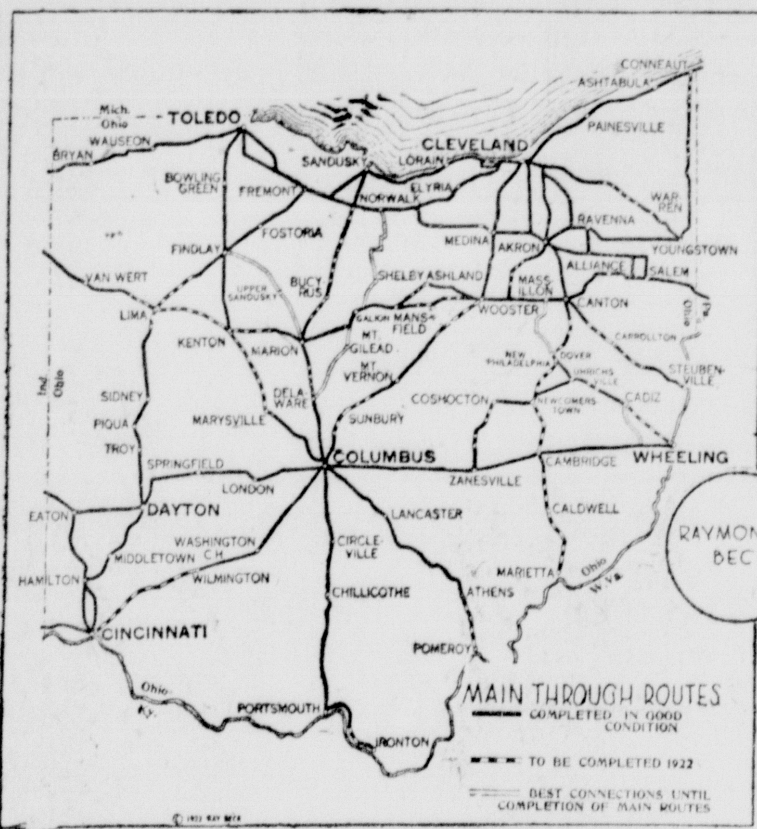 CONNEAUT
ASHTABULA
Mich.
Ohio
TOLEDO
PAINESVILLE
WAUSEON
BRYAN
CLEVELAND
SANDUSKY
LORAIN
BOWLING
GREEN
FREMONT
ELYRIA
NORWALK
WAR-
REN
RAVENNA
FOSTORIA
MEDINA
AKRON
YOUNGSTOWN
FINDLAY
ALLIANCE
SALEM
VAN WERT
UPPER
SANDUSKY
BUCY
RUS
SHELBY
ASHLAND
MASS-
ILLON
CANTON
LIMA
GALION
MANS-
FIELD
WOOSTER
Pa.
Ohio
KENTON
MARION
MT.
GILEAD
CARROLLTON
NEW
PHILADELPHIA
DOVER
MT.
VERNON
UHRICHS
VILLE
STEUBEN-
VILLE
Ind.
Ohio
SIDNEY
DELA-
WARE
COSHOCTON
NEWCOMERS-
TOWN
CADIZ
PIQUA
MARYSVILLE
SUNBURY
TROY
SPRINGFIELD
COLUMBUS
CAMBRIDGE
WHEELING
LONDON
ZANESVILLE
EATON
DAYTON
LANCASTER
CALDWELL
RAYMON
BEC
WASHINGTON
C.H.
CIRCLE-
VILLE
MIDDLETOWN
HAMILTON
WILMINGTON
MARIETTA
Ohio
W. Va.
CHILLICOTHE
ATHENS
CINCINNATI
POMEROY
Ohio
Ky.
PORTSMOUTH
IRONTON
MAIN THROUGH ROUTES
COMPLETED IN GOOD
CONDITION
TO BE COMPLETED 1922
BEST CONNECTIONS UNTIL
COMPLETION OF MAIN ROUTES
© 1922 RAY BECK